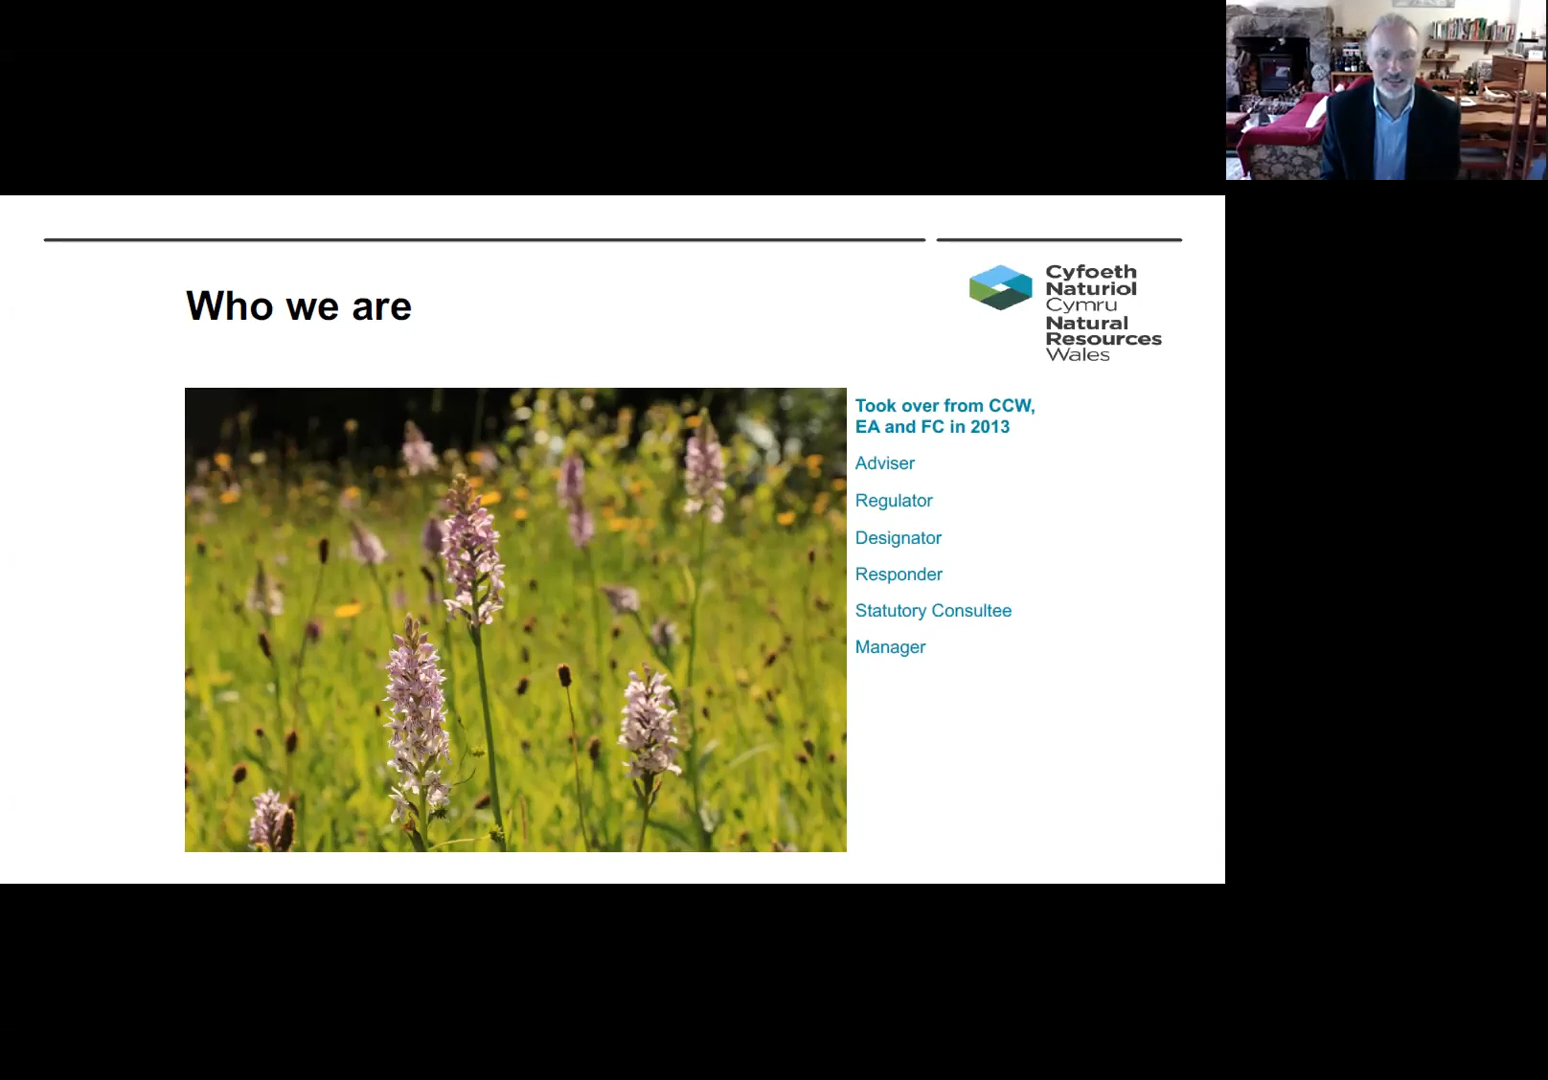 Who we are
Cyfoeth
Naturiol
Cymru
Natural
Resources
Wales
Took over from CCW,
EA and FC in 2013
Adviser
Regulator
Designator
Responder
Statutory Consultee
Manager